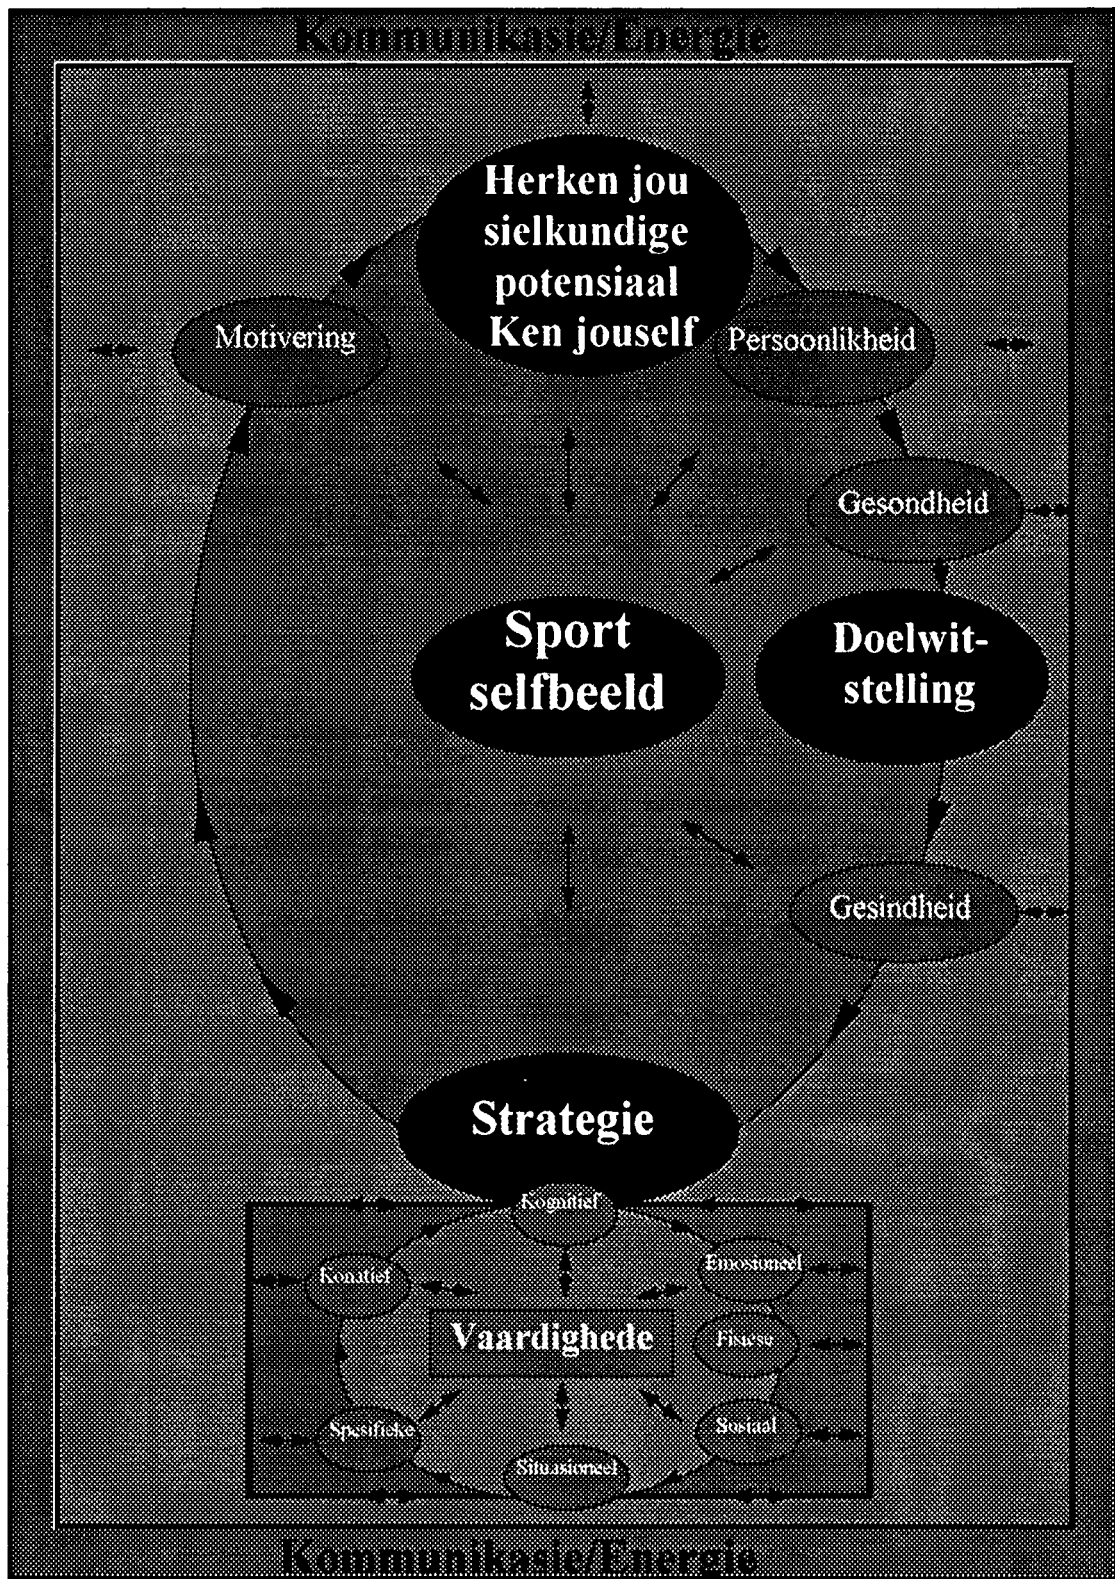 Kommunikasie/Energie
Herken jou
sielkundige
potensiaal
Ken jouself
Motivering
Persoonlikheid
Gesondheid
Sport
selfbeeld
Doelwit-
stelling
Gesindheid
Strategie
Kognitief
Konatief
Emosioneel
Vaardighede
Fisiese
Spesifieke
Sosiaal
Situasioneel
Kommunikasie/Energie